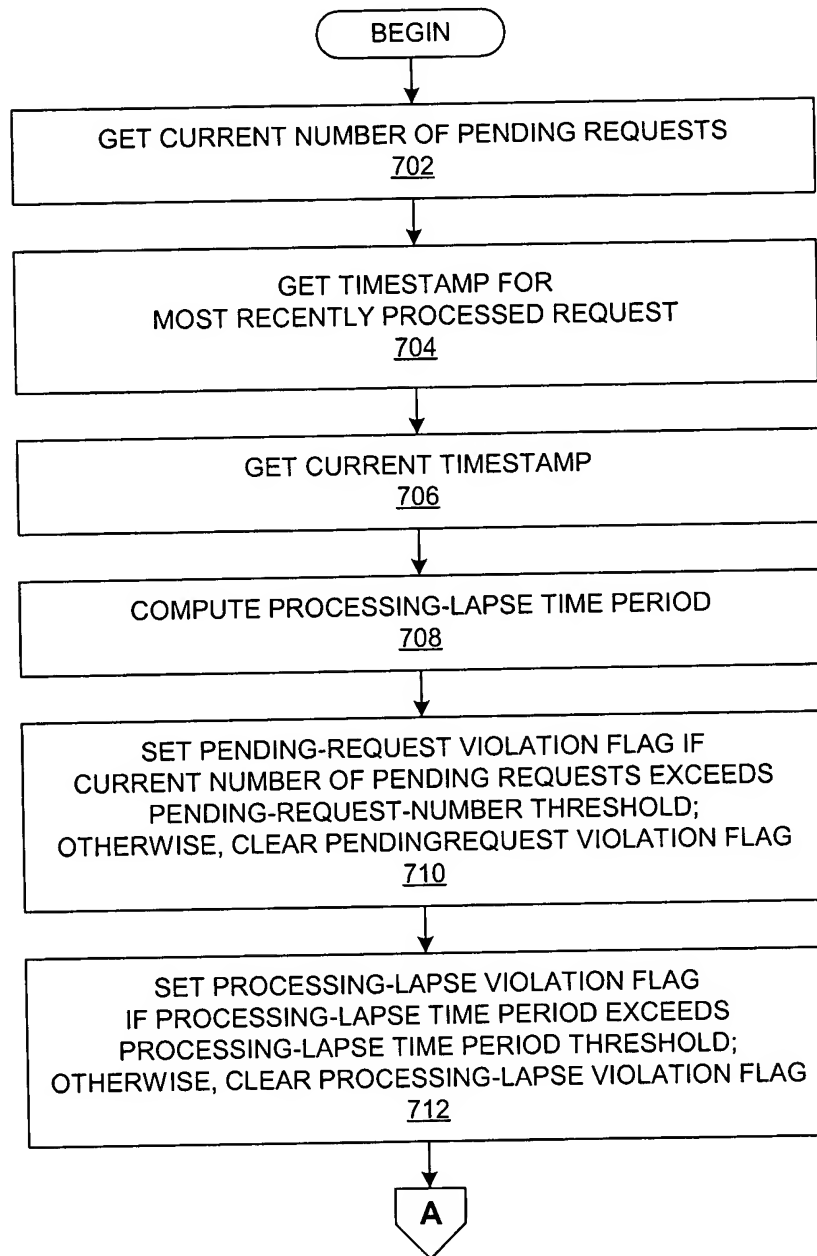 BEGIN
GET CURRENT NUMBER OF PENDING REQUESTS
702
GET TIMESTAMP FOR
MOST RECENTLY PROCESSED REQUEST
704
GET CURRENT TIMESTAMP
706
COMPUTE PROCESSING-LAPSE TIME PERIOD
708
SET PENDING-REQUEST VIOLATION FLAG IF
CURRENT NUMBER OF PENDING REQUESTS EXCEEDS
PENDING-REQUEST-NUMBER THRESHOLD;
OTHERWISE, CLEAR PENDINGREQUEST VIOLATION FLAG
710
SET PROCESSING-LAPSE VIOLATION FLAG
IF PROCESSING-LAPSE TIME PERIOD EXCEEDS
PROCESSING-LAPSE TIME PERIOD THRESHOLD;
OTHERWISE, CLEAR PROCESSING-LAPSE VIOLATION FLAG
712
A